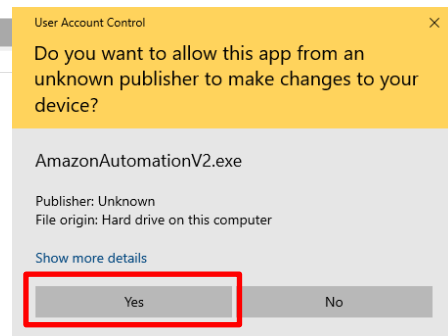 User Account Control
Do you want to allow this app from an
unknown publisher to make changes to your
device?
AmazonAutomationV2.exe
Publisher: Unknown
File origin: Hard drive on this computer
Show more details
Yes
No